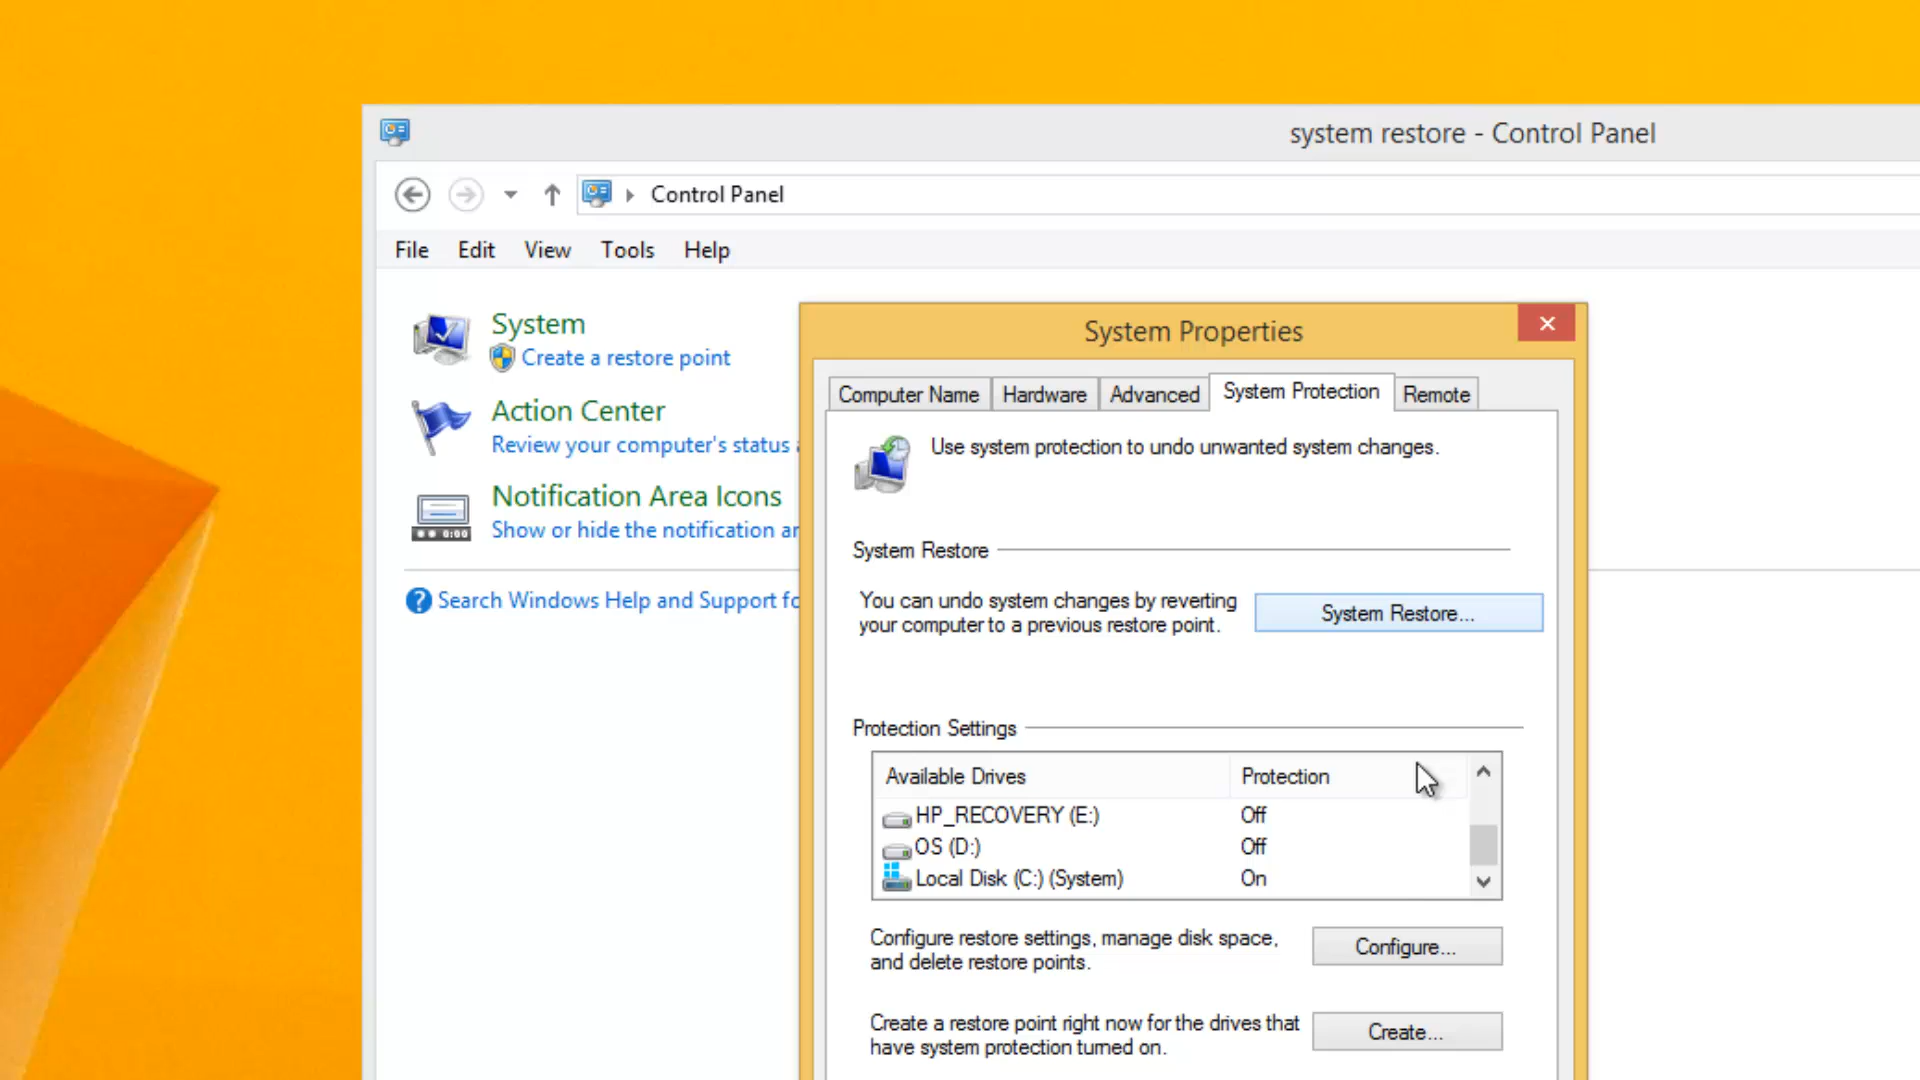 system restore - Control Panel
Control Panel
File Edit View Tools Help
System
Create a restore point
Action Center
Review your computer's status
Notification Area Icons
Show or hide the notification
Search Windows Help and Support
System Properties
Computer Name Hardware Advanced System Protection Remote
Use system protection to undo unwanted system changes.
System Restore
You can undo system changes by reverting
your computer to a previous restore point.
System Restore...
Protection Settings
Available Drives Protection
HP_RECOVERY (E:) Off
OS (D:) Off
Local Disk (C:) (System) On
Configure restore settings, manage disk space,
and delete restore points.
Configure...
Create a restore point right now for the drives that
have system protection turned on.
Create...